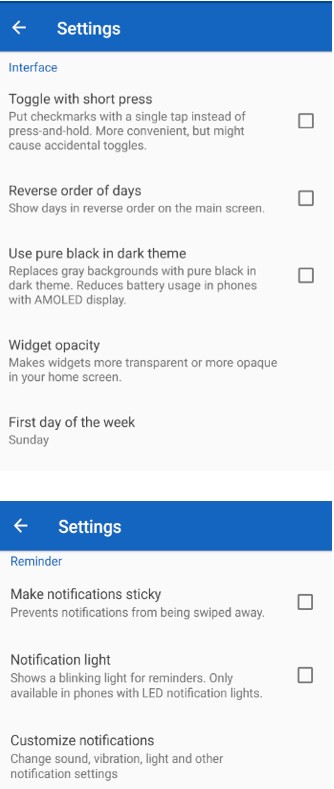 Settings
Interface
Toggle with short press
Put checkmarks with a single tap instead of
press-and-hold. More convenient, but might
cause accidental toggles.
Reverse order of days
Show days in reverse order on the main screen.
Use pure black in dark theme
Replaces gray backgrounds with pure black in
dark theme. Reduces battery usage in phones
with AMOLED display.
Widget opacity
Makes widgets more transparent or more opaque
in your home screen.
First day of the week
Sunday
Settings
Reminder
Make notifications sticky
Prevents notifications from being swiped away.
Notification light
Shows a blinking light for reminders. Only
available in phones with LED notification lights.
Customize notifications
Change sound, vibration, light and other
notification settings